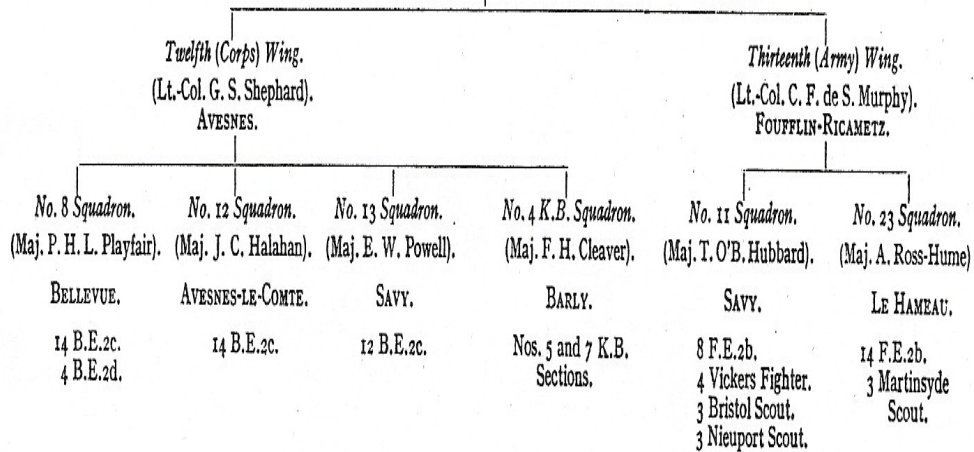 Twelfth (Corps) Wing.
(Lt.-Col. G. S. Shephard).
AVESNES.
Thirteenth (Army) Wing.
(Lt.-Col. C. F. de S. Murphy).
FOUFFLIN-RICAMETZ.
No. 8 Squadron.
(Maj. P. H. L. Playfair).
BELLEVUE.
14 B.E.2c.
4 B.E.2d.
No. 12 Squadron.
(Maj. J. C. Halahan).
AVESNES-LE-COMTE.
14 B.E.2c.
No. 13 Squadron.
(Maj. E. W. Powell).
SAVY.
12 B.E.2c.
No. 4 K.B. Squadron.
(Maj. F. H. Cleaver).
BARLY.
Nos. 5 and 7 K.B.
Sections.
No. 11 Squadron.
(Maj. T. O'B. Hubbard).
SAVY.
8 F.E.2b.
4 Vickers Fighter.
3 Bristol Scout.
3 Nieuport Scout.
No. 23 Squadron.
(Maj. A. Ross-Hume)
LE HAMEAU.
14 F.E.2b.
3 Martinsyde
Scout.